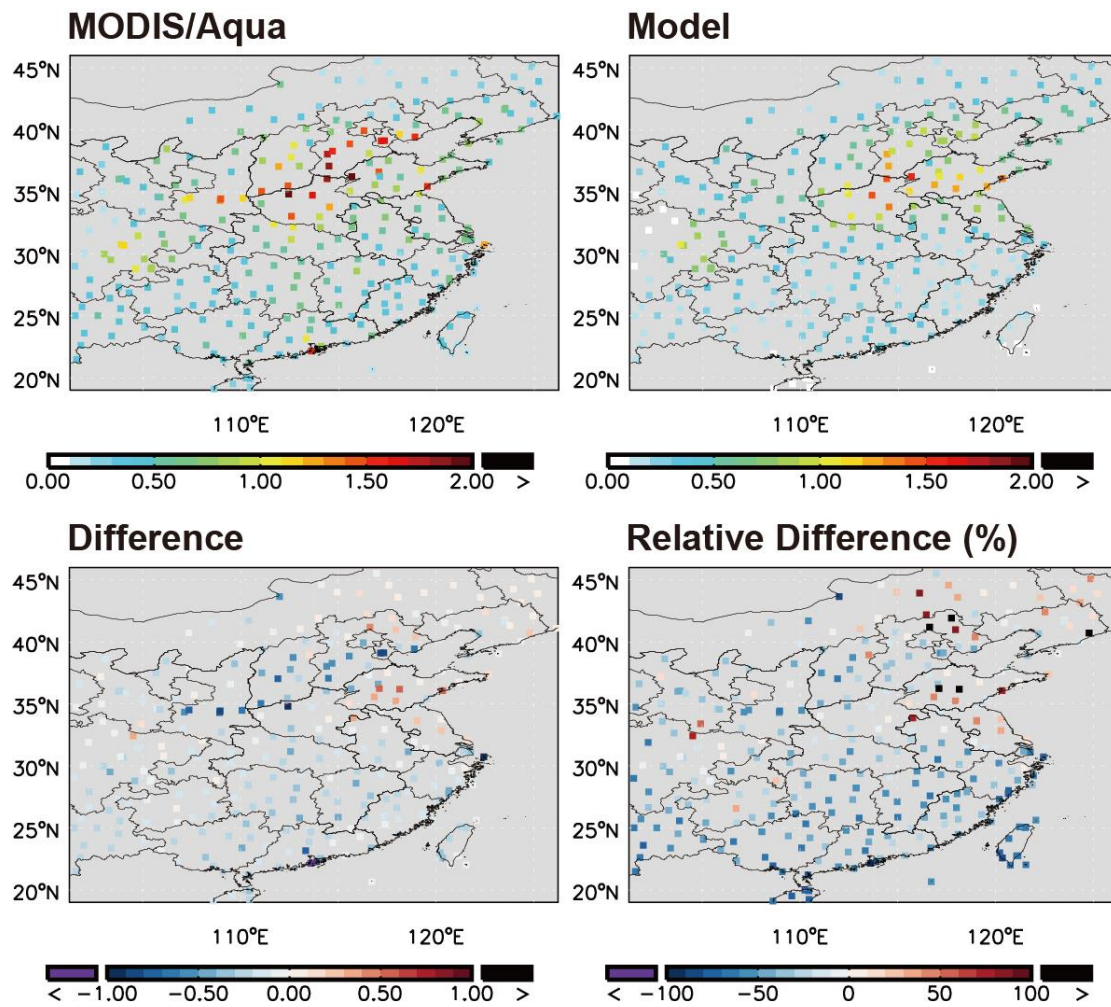 MODIS/Aqua
Model
45°N
40°N
35°N
30°N
25°N
20°N
110°E 120°E
0.00 0.50 1.00 1.50 2.00 >
45°N
40°N
35°N
30°N
25°N
20°N
110°E 120°E
0.00 0.50 1.00 1.50 2.00 >
Difference
Relative Difference (%)
45°N
40°N
35°N
30°N
25°N
20°N
110°E 120°E
< -1.00 -0.50 0.00 0.50 1.00 >
45°N
40°N
35°N
30°N
25°N
20°N
110°E 120°E
< -100 -50 0 50 100 >